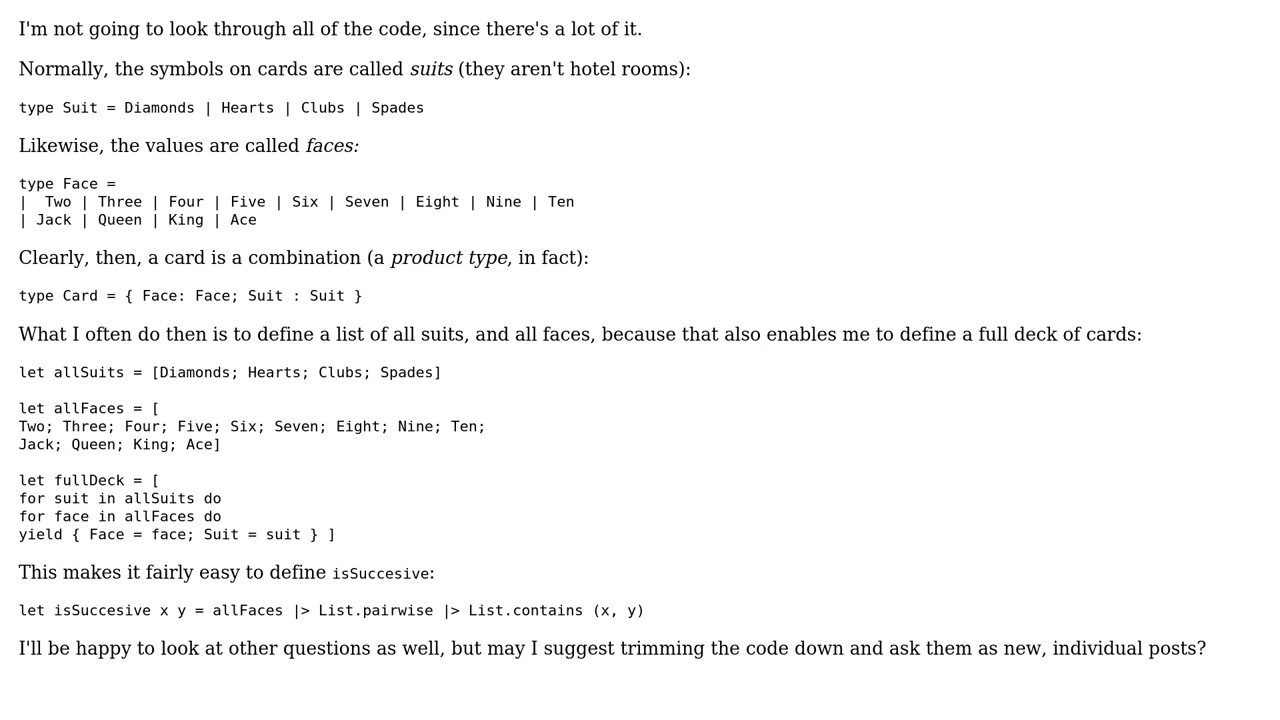 I'm not going to look through all of the code, since there's a lot of it.
Normally, the symbols on cards are called suits (they aren't hotel rooms):
type Suit = Diamonds | Hearts | Clubs | Spades
Likewise, the values are called faces:
type Face =
|  Two | Three | Four | Five | Six | Seven | Eight | Nine | Ten
| Jack | Queen | King | Ace
Clearly, then, a card is a combination (a product type, in fact):
type Card = { Face: Face; Suit : Suit }
What I often do then is to define a list of all suits, and all faces, because that also enables me to define a full deck of cards:
let allSuits = [Diamonds; Hearts; Clubs; Spades]
let allFaces = [
Two; Three; Four; Five; Six; Seven; Eight; Nine; Ten;
Jack; Queen; King; Ace]
let fullDeck = [
for suit in allSuits do
for face in allFaces do
yield { Face = face; Suit = suit } ]
This makes it fairly easy to define isSuccesive:
let isSuccesive x y = allFaces |> List.pairwise |> List.contains (x, y)
I'll be happy to look at other questions as well, but may I suggest trimming the code down and ask them as new, individual posts?